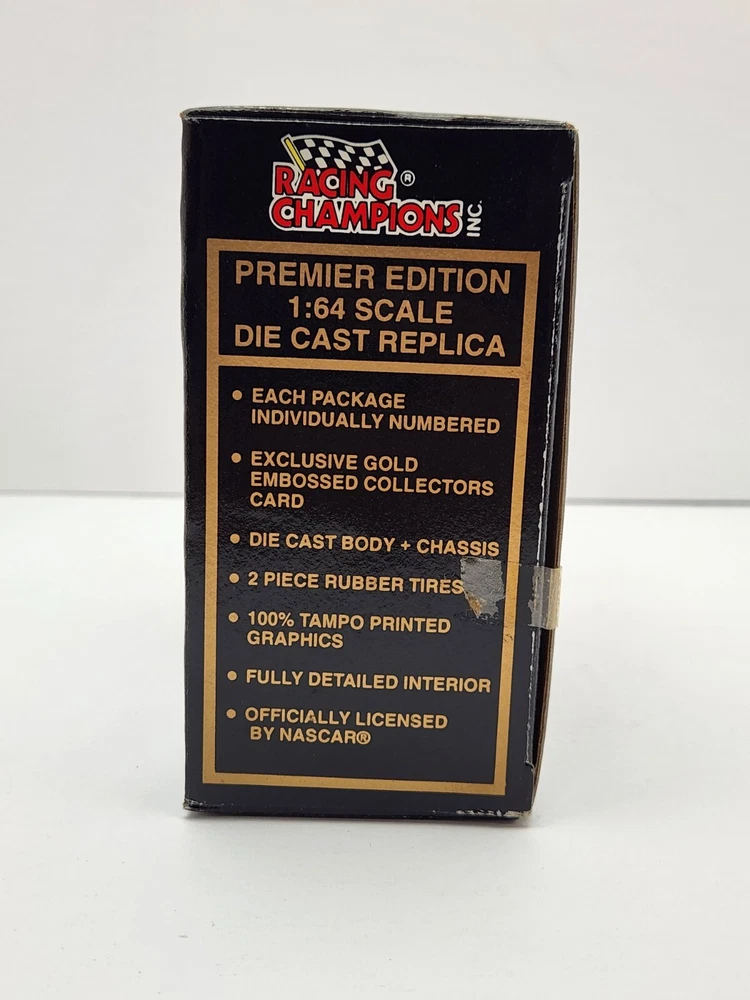 RACING ®
CHAMPIONS INC.
PREMIER EDITION
1:64 SCALE
DIE CAST REPLICA
• EACH PACKAGE
INDIVIDUALLY NUMBERED
• EXCLUSIVE GOLD
EMBOSSED COLLECTORS
CARD
• DIE CAST BODY + CHASSIS
• 2 PIECE RUBBER TIRES
• 100% TAMPO PRINTED
GRAPHICS
• FULLY DETAILED INTERIOR
• OFFICIALLY LICENSED
BY NASCAR®